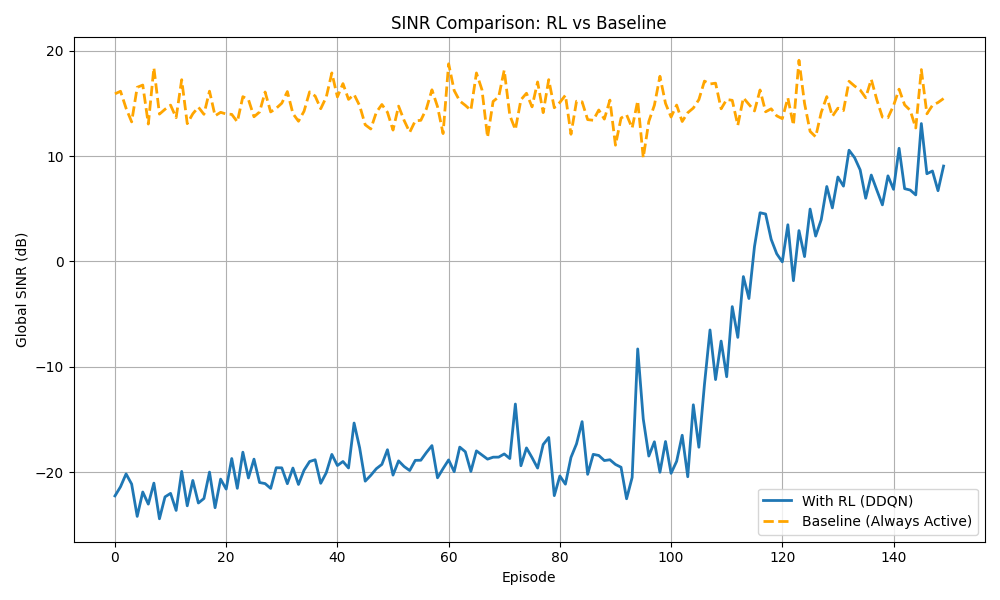 SINR Comparison: RL vs Baseline
Global SINR (dB)
20
10
0
−10
−20
0 20 40 60 80 100 120 140
Episode
With RL (DDQN)
Baseline (Always Active)